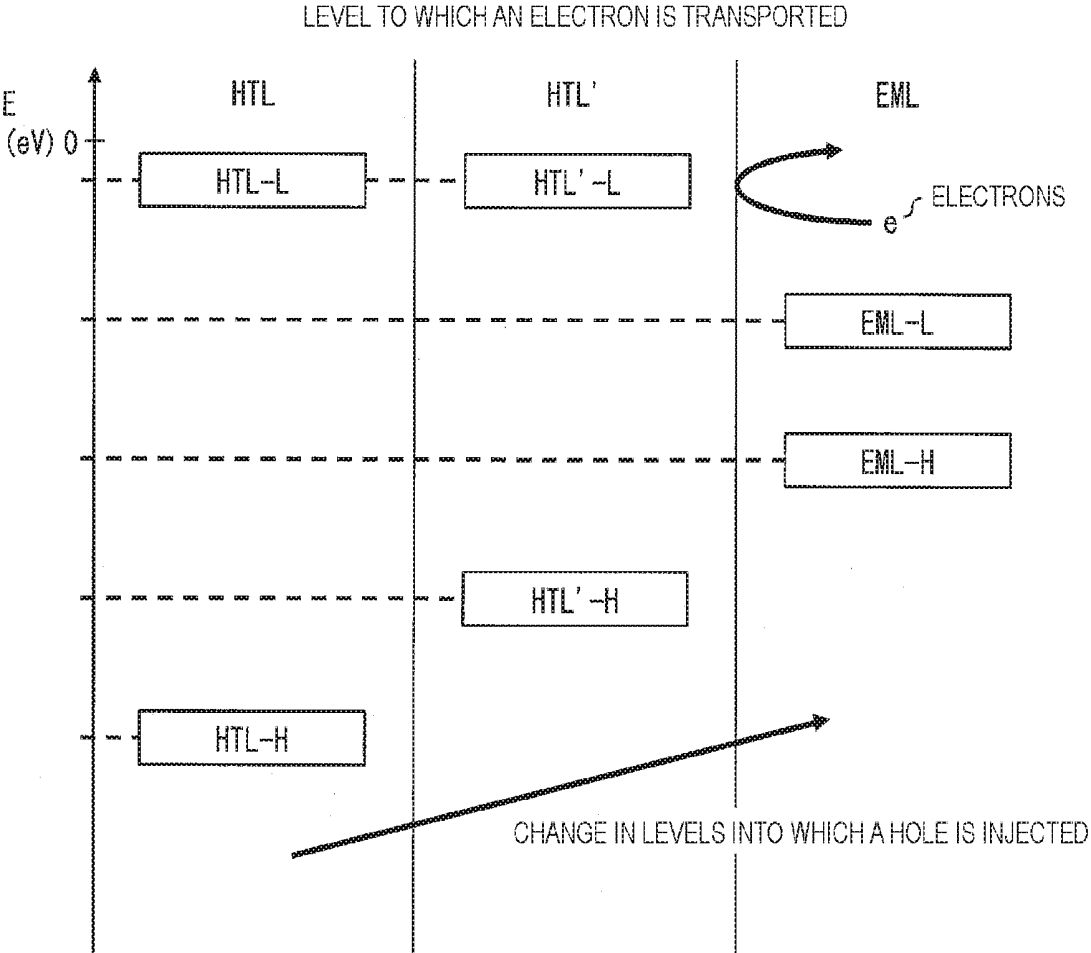 LEVEL TO WHICH AN ELECTRON IS TRANSPORTED
HTL HTL' EML
E
(eV) 0
HTL-L HTL'-L
e ELECTRONS
EML-L
EML-H
HTL'-H
HTL-H
CHANGE IN LEVELS INTO WHICH A HOLE IS INJECTED